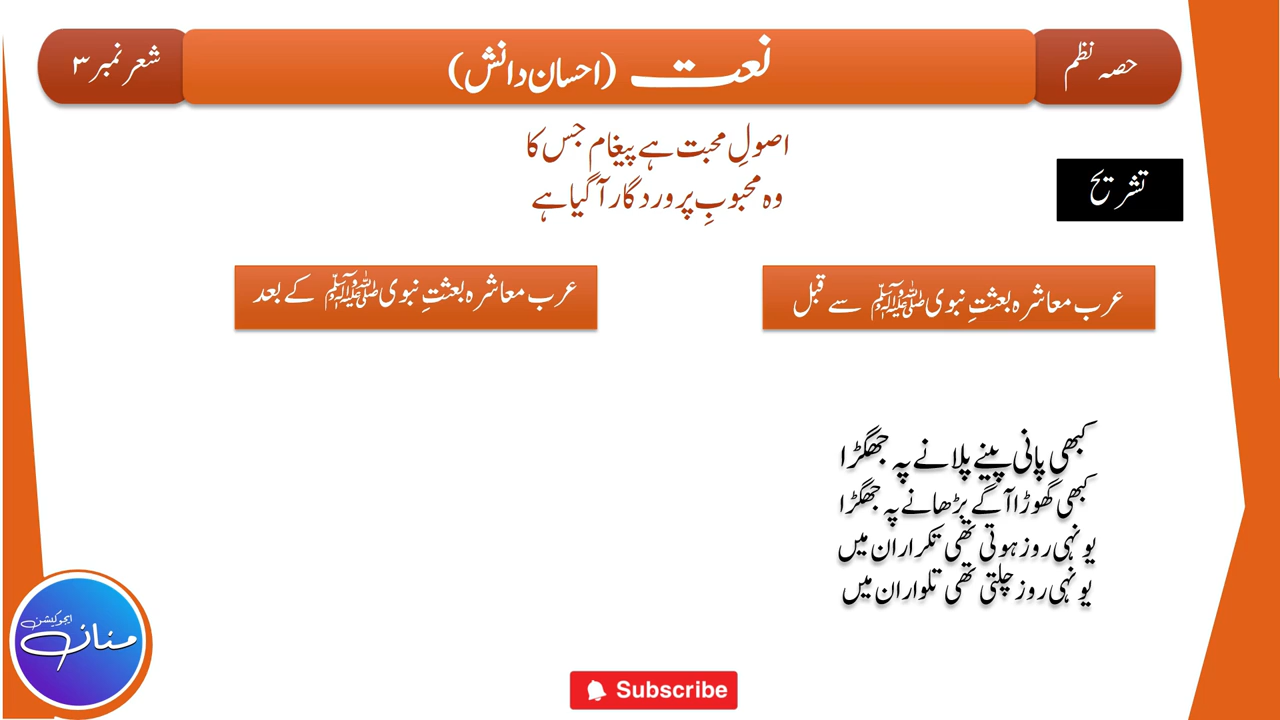 حصہ نظم
نعت (احسان دانش)
شعر نمبر ۳
اصولِ محبت ہے پیغام جس کا
وہ محبوبِ پروردگار آ گیا ہے
تشریح
عرب معاشرہ بعثتِ نبوی ﷺ سے قبل
عرب معاشرہ بعثتِ نبوی ﷺ کے بعد
کبھی پانی پینے پلانے پہ جھگڑا
کبھی گھوڑا آگے بڑھانے پہ جھگڑا
یونہی روز ہوتی تھی تکرار ان میں
یونہی روز چلتی تھی تلوار ان میں
ایجوکیشن
منان
Subscribe